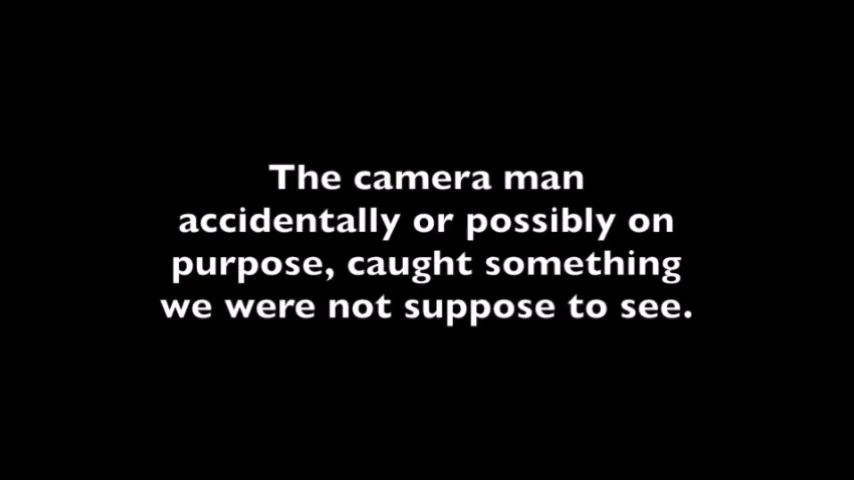 The camera man
accidentally or possibly on
purpose, caught something
we were not suppose to see.